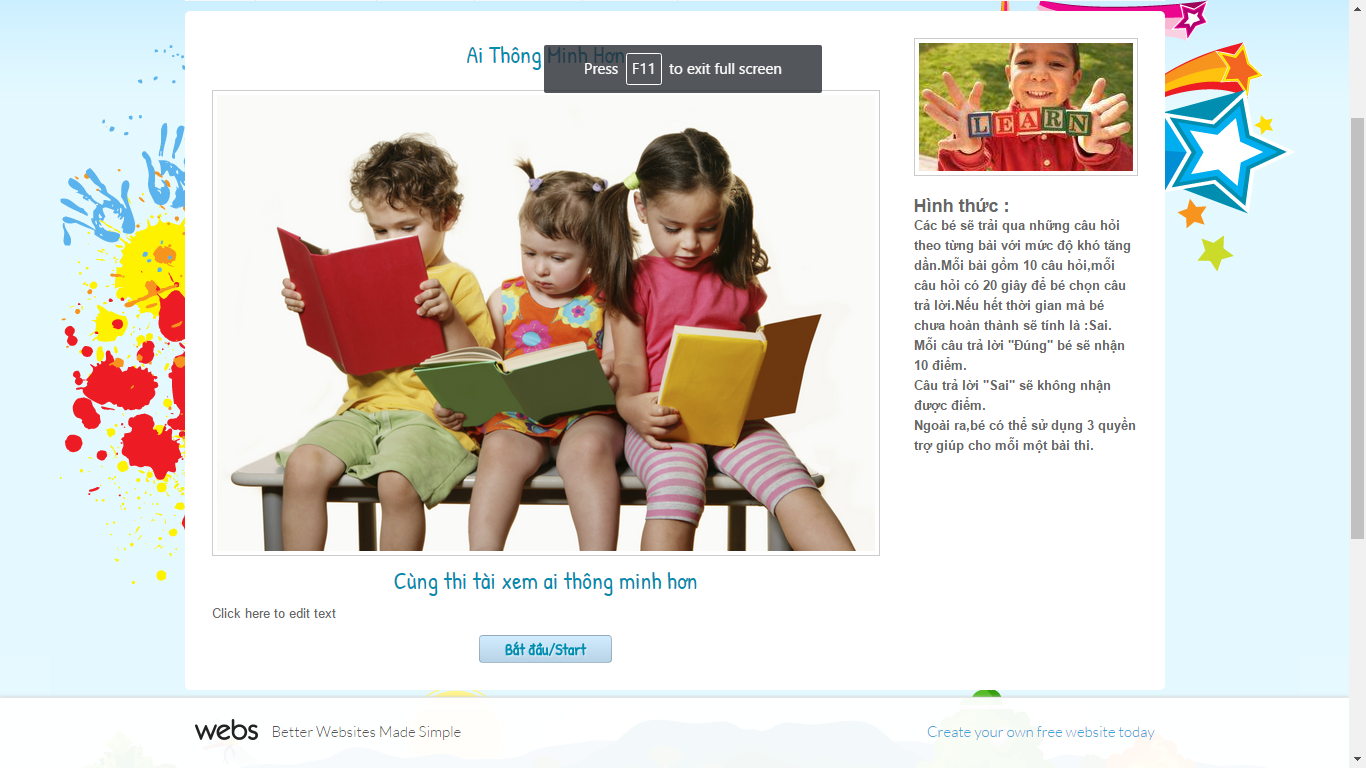 Ai Thông Minh Hơn
Press F11 to exit full screen
LEARN
Hình thức :
Các bé sẽ trải qua những câu hỏi
theo từng bài với mức độ khó tăng
dần.Mỗi bài gồm 10 câu hỏi,mỗi
câu hỏi có 20 giây để bé chọn câu
trả lời.Nếu hết thời gian mà bé
chưa hoàn thành sẽ tính là :Sai.
Mỗi câu trả lời "Đúng" bé sẽ nhận
10 điểm.
Câu trả lời "Sai" sẽ không nhận
được điểm.
Ngoài ra,bé có thể sử dụng 3 quyền
trợ giúp cho mỗi một bài thi.
Cùng thi tài xem ai thông minh hơn
Click here to edit text
Bắt đầu/Start
webs Better Websites Made Simple
Create your own free website today